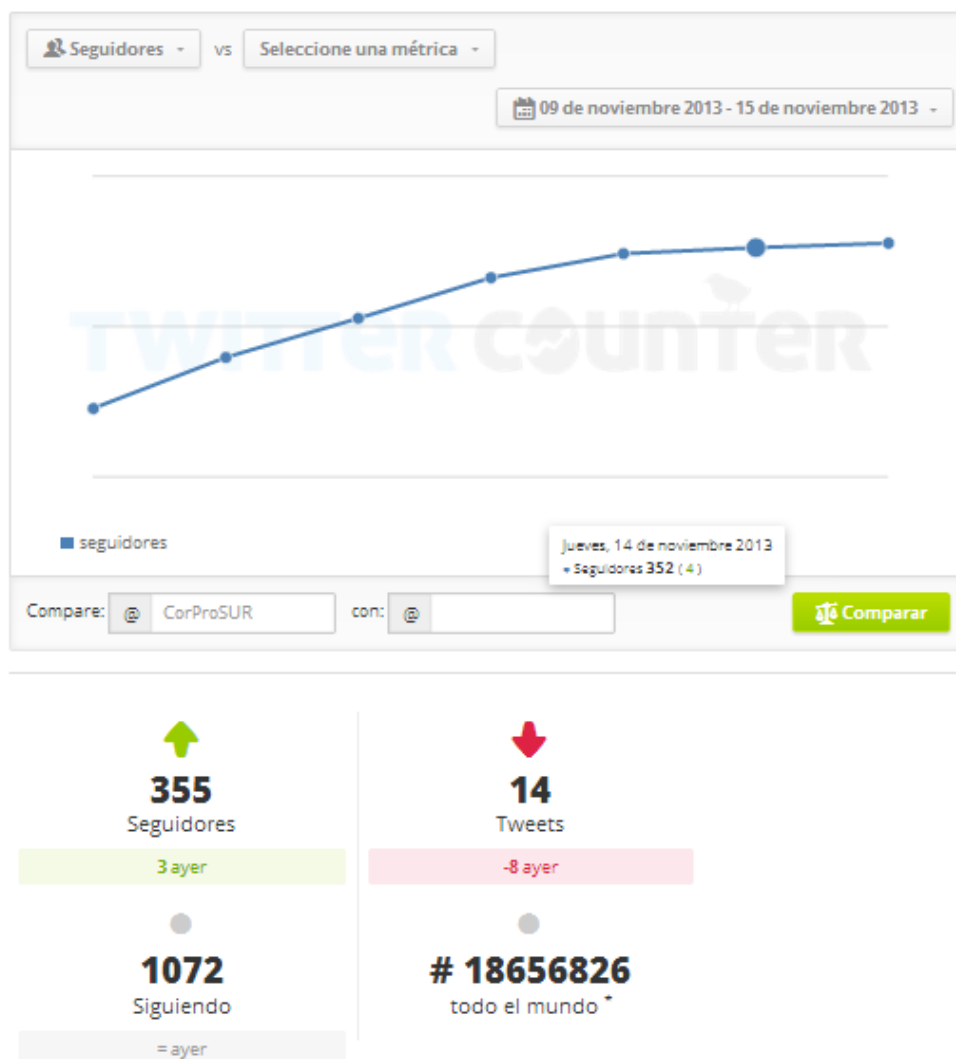 Seguidores vs Seleccione una métrica
09 de noviembre 2013 - 15 de noviembre 2013
TWITTER COUNTER
seguidores
Jueves, 14 de noviembre 2013
• Seguidores 352 ( 4 )
Compare: @ CorProSUR con: @ Comparar
355
Seguidores
3 ayer
14
Tweets
-8 ayer
1072
Siguiendo
= ayer
# 18656826
todo el mundo *